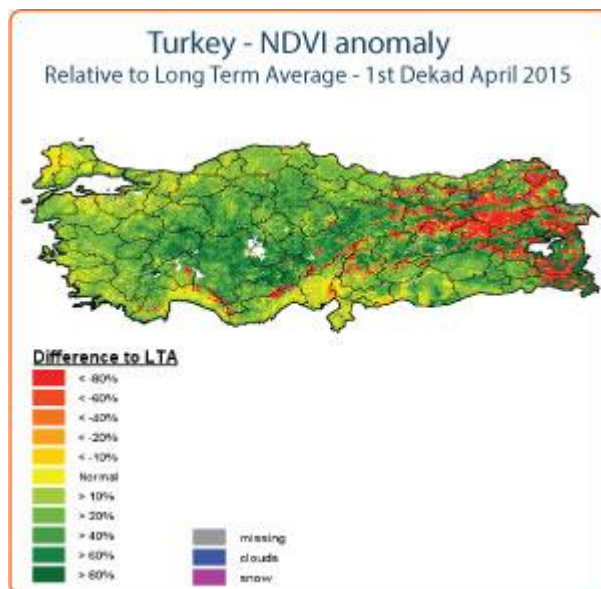 Turkey - NDVI anomaly
Relative to Long Term Average - 1st Dekad April 2015
Difference to LTA
< -80%
< -60%
< -40%
< -20%
< -10%
Normal
> 10%
> 20%
> 40%
> 60%
> 80%
missing
clouds
snow